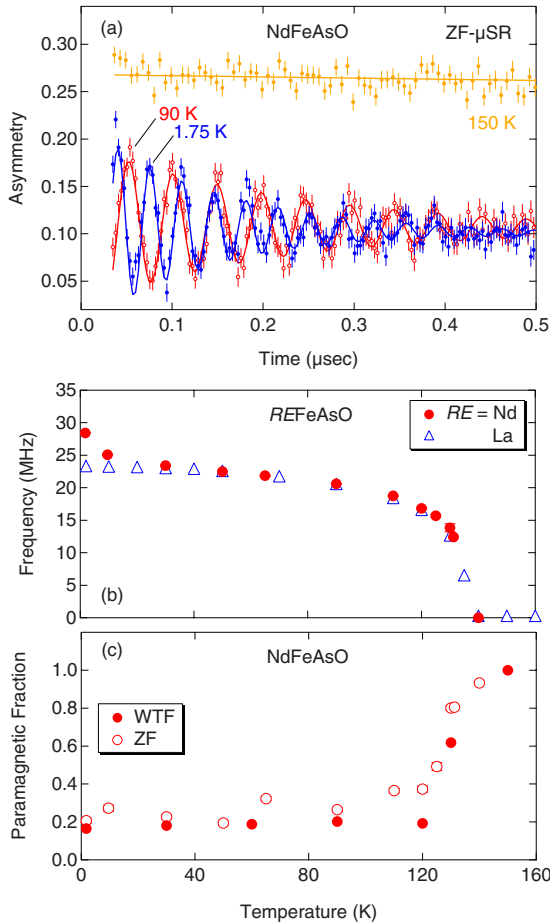 (a) NdFeAsO ZF-μSR
0.30
0.25
0.20
0.15
0.10
0.05
Asymmetry
90 K
1.75 K
150 K
0.0 0.1 0.2 0.3 0.4 0.5
Time (μsec)
35
30
25
20
15
10
5
0
Frequency (MHz)
REFeAsO
RE = Nd
La
(b)
(c) NdFeAsO
1.0
0.8
0.6
0.4
0.2
0.0
Paramagnetic Fraction
WTF
ZF
0 40 80 120 160
Temperature (K)